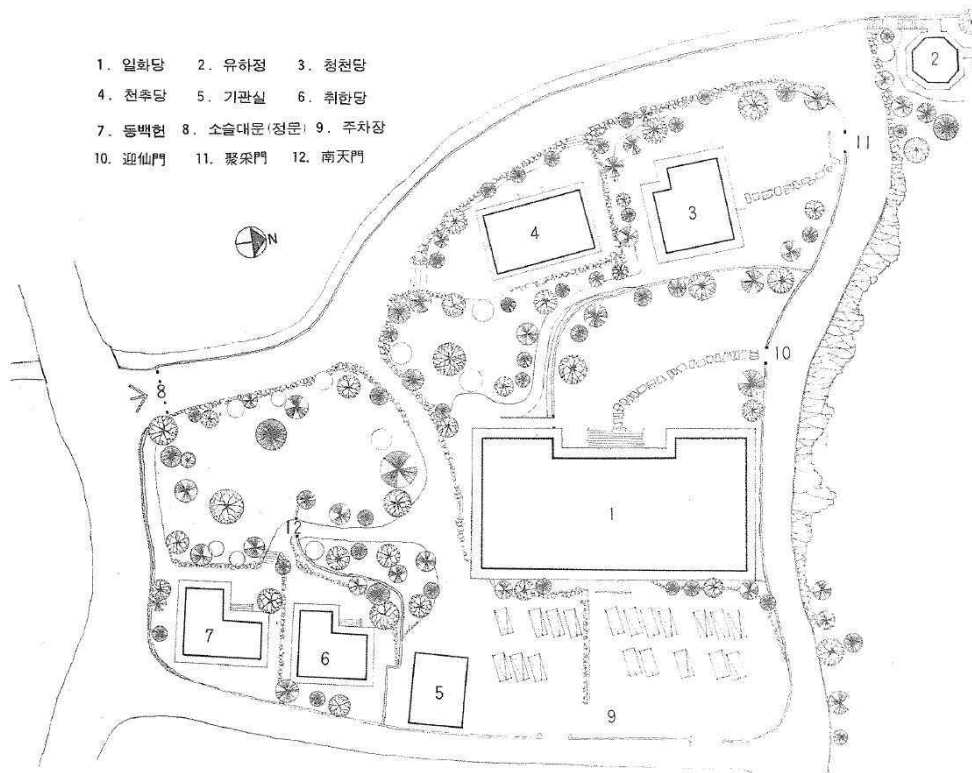 1. 일화당 2. 유하정 3. 청천당
4. 천추당 5. 기관실 6. 취한당
7. 동백헌 8. 소슬대문(정문) 9. 주차장
10. 迎仙門 11. 聚采門 12. 南天門
2
11
3
4
N
10
8
1
12
7
6
5
9